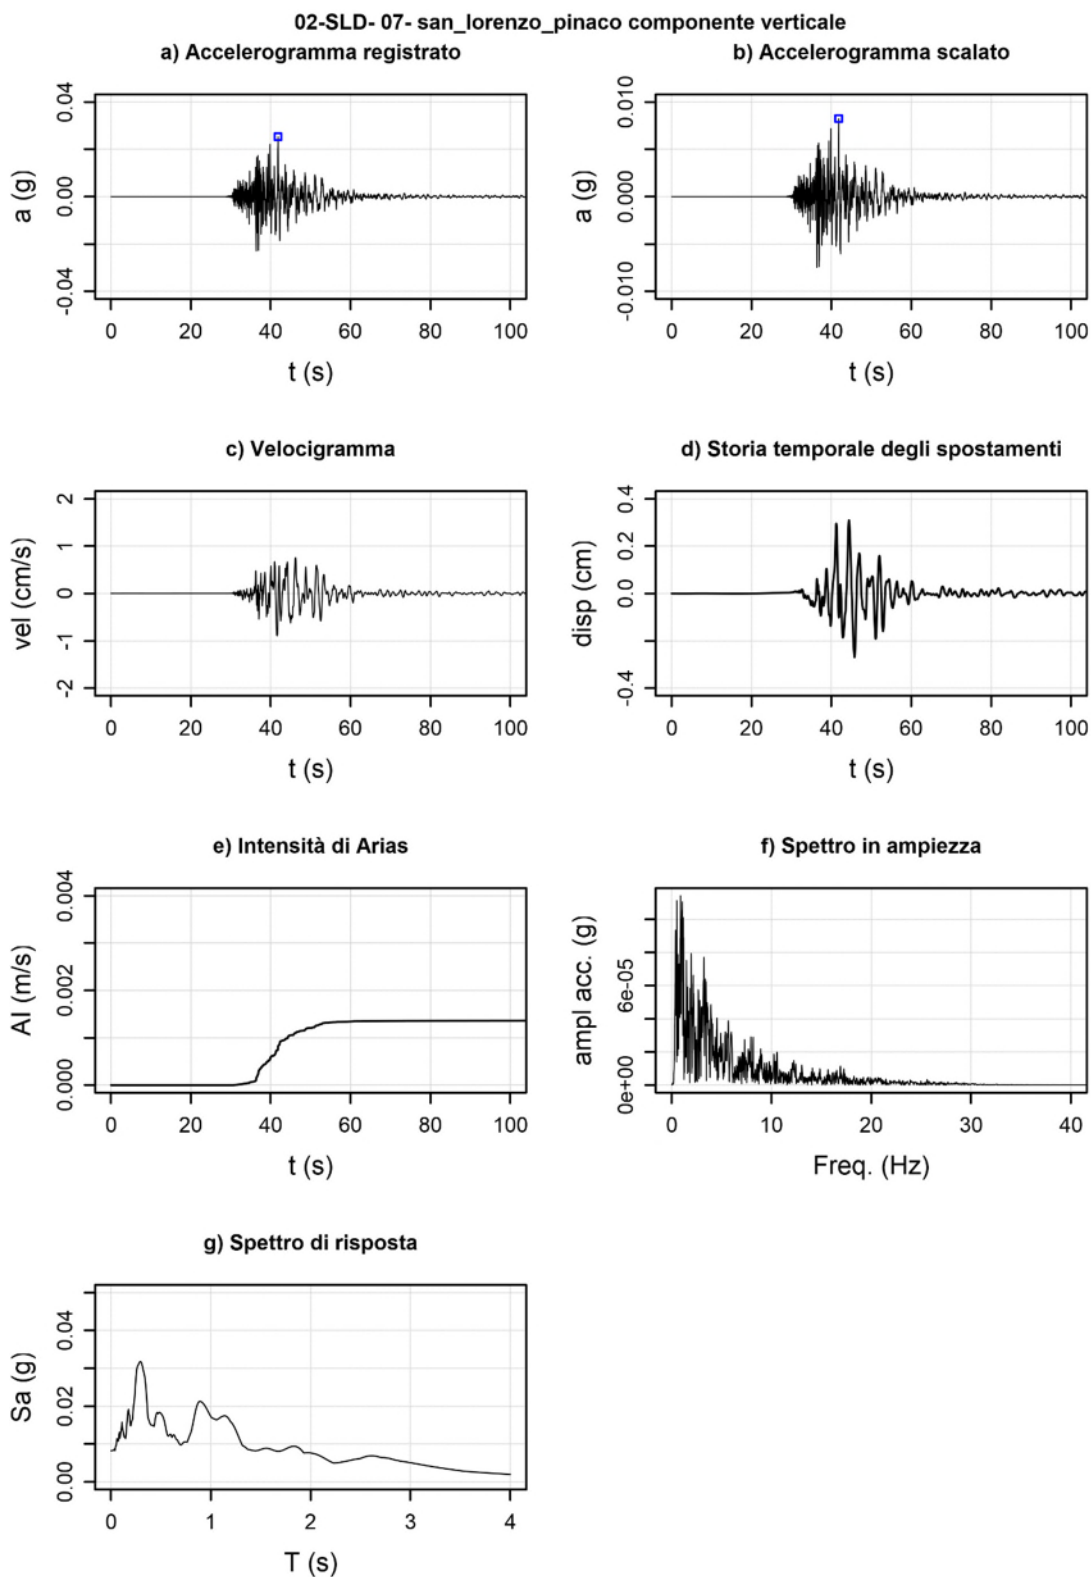 02-SLD- 07- san_lorenzo_pinaco componente verticale
a) Accelerogramma registrato
b) Accelerogramma scalato
0.04
0.00
-0.04
a (g)
0 20 40 60 80 100
t (s)
0.010
0.000
-0.010
a (g)
0 20 40 60 80 100
t (s)
c) Velocigramma
d) Storia temporale degli spostamenti
2
1
0
-1
-2
vel (cm/s)
0 20 40 60 80 100
t (s)
0.4
0.2
0.0
-0.4
disp (cm)
0 20 40 60 80 100
t (s)
e) Intensità di Arias
f) Spettro in ampiezza
0.004
0.002
0.000
AI (m/s)
0 20 40 60 80 100
t (s)
6e-05
0e+00
ampl acc. (g)
0 10 20 30 40
Freq. (Hz)
g) Spettro di risposta
0.04
0.02
0.00
Sa (g)
0 1 2 3 4
T (s)